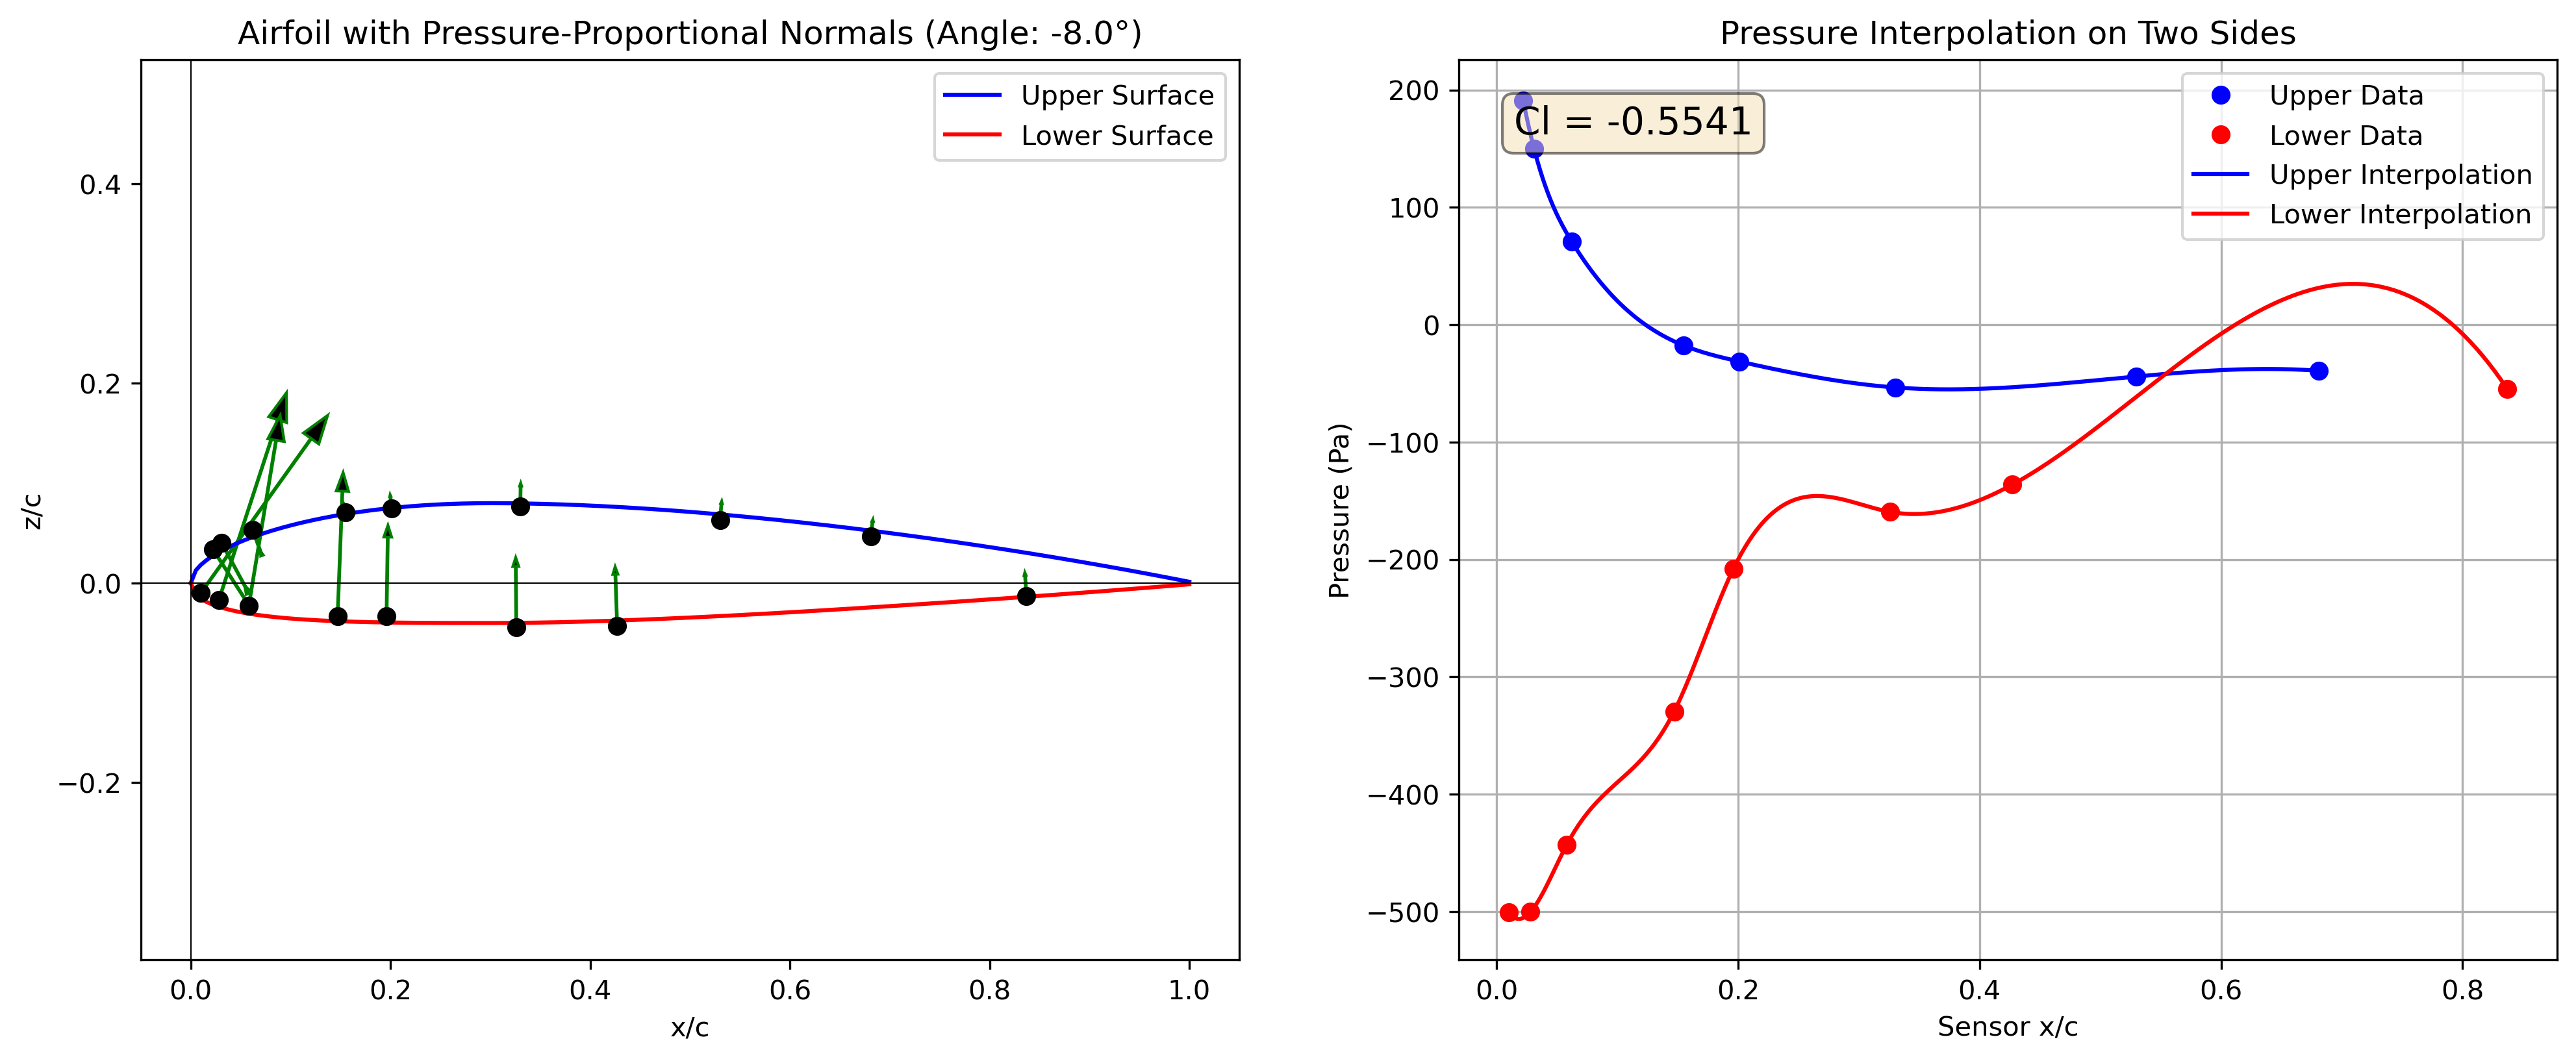 Airfoil with Pressure-Proportional Normals (Angle: -8.0°)
Upper Surface
Lower Surface
0.4
0.2
0.0
−0.2
z/c
0.0 0.2 0.4 0.6 0.8 1.0
x/c
Pressure Interpolation on Two Sides
Cl = -0.5541
Upper Data
Lower Data
Upper Interpolation
Lower Interpolation
200
100
0
−100
−200
−300
−400
−500
Pressure (Pa)
0.0 0.2 0.4 0.6 0.8
Sensor x/c